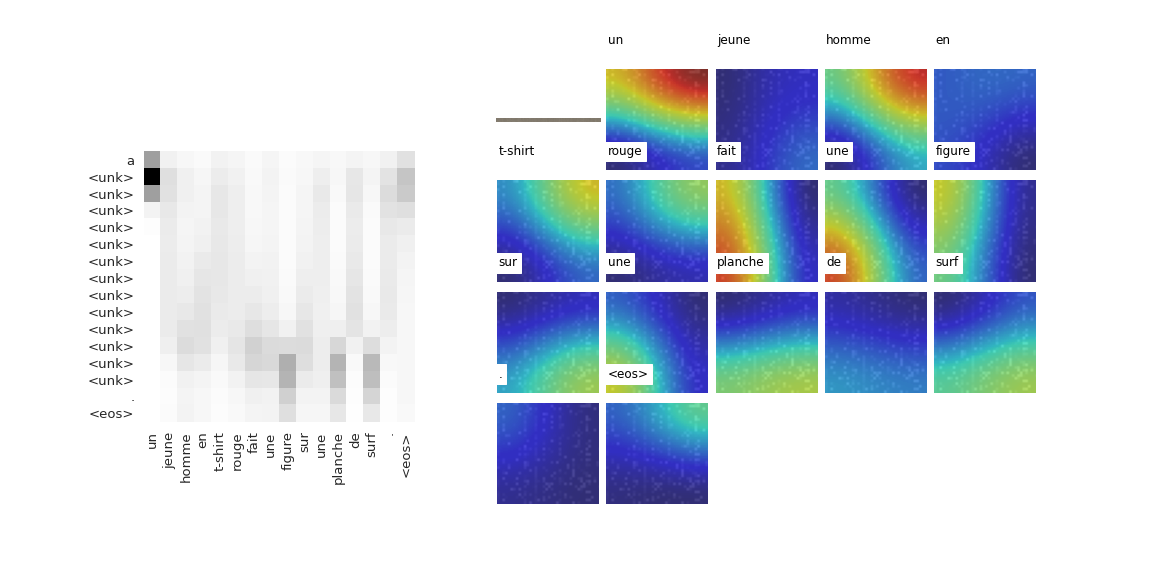 a
<unk>
<unk>
<unk>
<unk>
<unk>
<unk>
<unk>
<unk>
<unk>
<unk>
<unk>
<unk>
<unk>
.
<eos>
un jeune homme en t-shirt rouge fait une figure sur une planche de surf . <eos>
un jeune homme en
t-shirt rouge fait une figure
sur une planche de surf
. <eos>